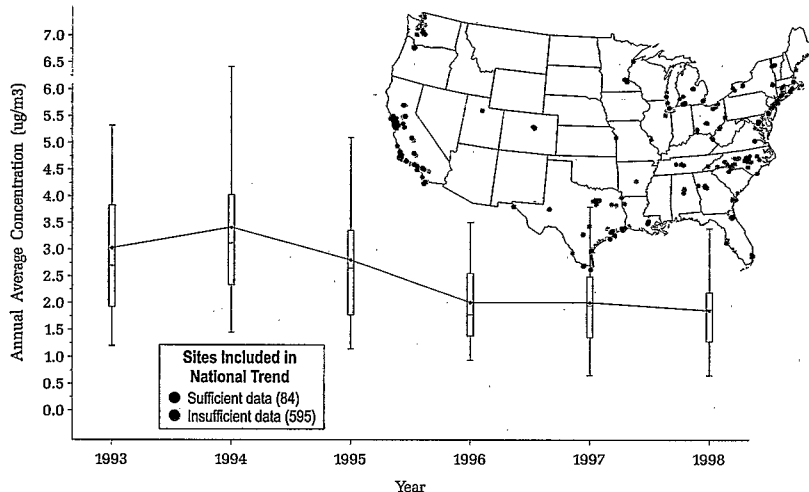 Annual Average Concentration (ug/m3)
7.0
6.5
6.0
5.5
5.0
4.5
4.0
3.5
3.0
2.5
2.0
1.5
1.0
0.5
0.0
Sites Included in
National Trend
Sufficient data (84)
Insufficient data (595)
1993 1994 1995 1996 1997 1998
Year